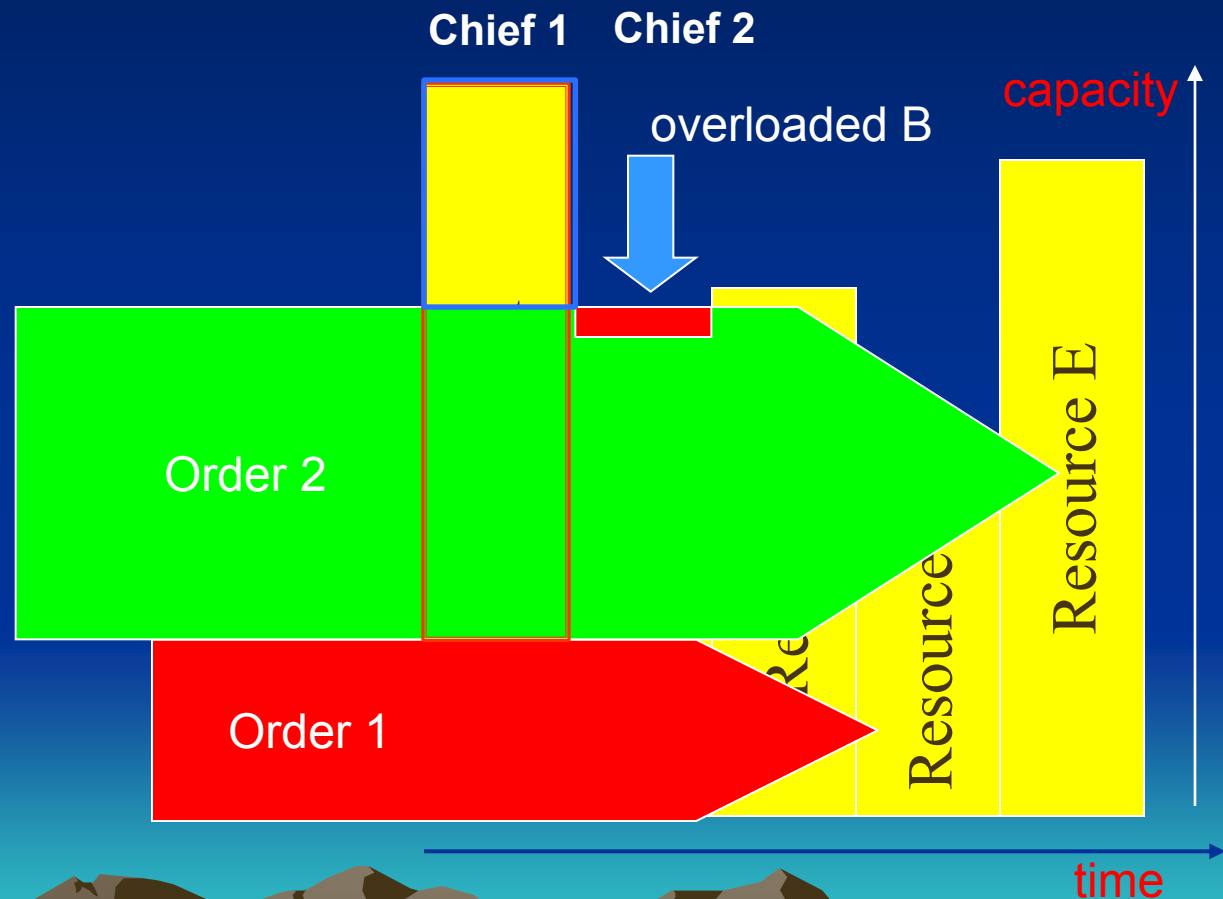 Chief 1
Chief 2
capacity
overloaded B
Resource E
Order 2
Resource
Order 1
time